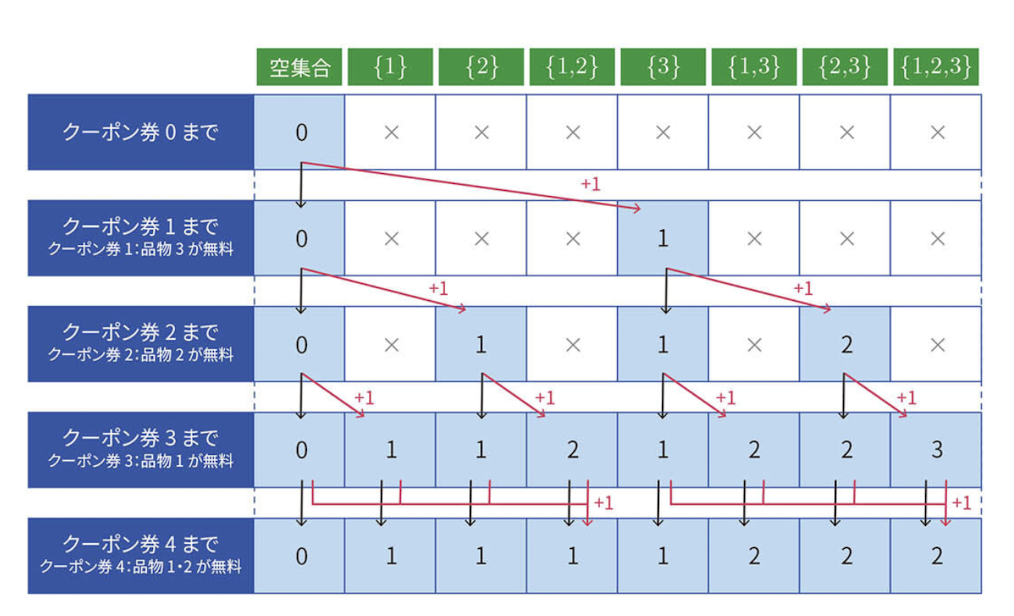 空集合 {1} {2} {1,2} {3} {1,3} {2,3} {1,2,3}
クーポン券 0 まで 0 × × × × × × ×
+1
クーポン券 1 まで
クーポン券 1:品物 3 が無料
0 × × × 1 × × ×
+1 +1
クーポン券 2 まで
クーポン券 2:品物 2 が無料
0 × 1 × 1 × 2 ×
+1 +1 +1 +1
クーポン券 3 まで
クーポン券 3:品物 1 が無料
0 1 1 2 1 2 2 3
+1 +1
クーポン券 4 まで
クーポン券 4:品物 1・2 が無料
0 1 1 1 1 2 2 2